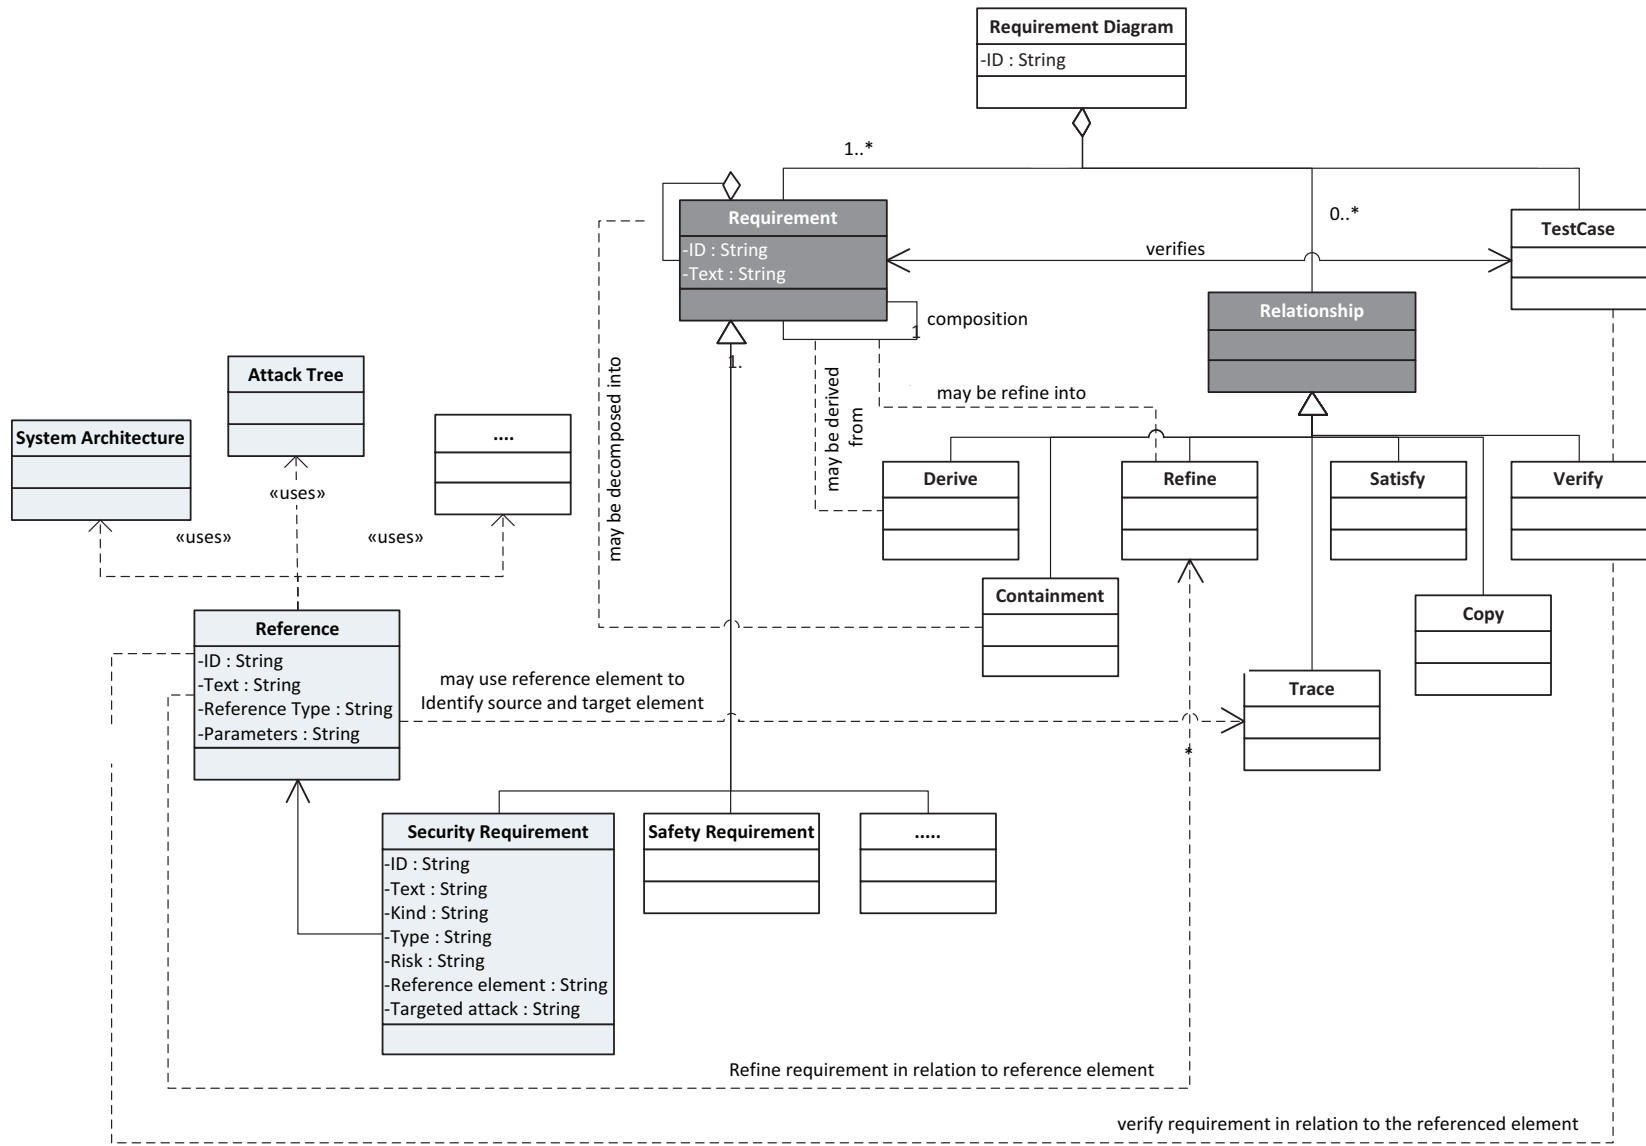 Requirement Diagram
-ID : String
1..*
Requirement
-ID : String
-Text : String
0..*
TestCase
verifies
Relationship
composition
1
1.
Attack Tree
System Architecture
....
«uses»
«uses»
«uses»
may be decomposed into
may be derived
from
may be refine into
Derive
Refine
Satisfy
Verify
Containment
Copy
Trace
Reference
-ID : String
-Text : String
-Reference Type : String
-Parameters : String
may use reference element to
Identify source and target element
*
Security Requirement
-ID : String
-Text : String
-Kind : String
-Type : String
-Risk : String
-Reference element : String
-Targeted attack : String
Safety Requirement
.....
Refine requirement in relation to reference element
verify requirement in relation to the referenced element